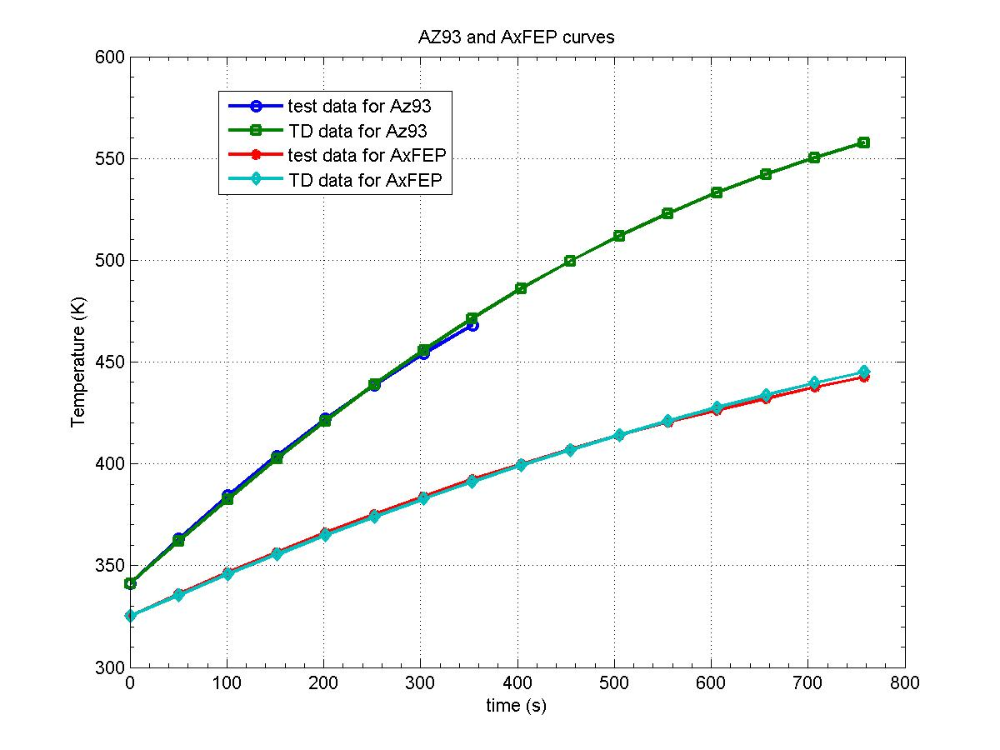 AZ93 and AxFEP curves
600
550
500
450
400
350
300
Temperature (K)
test data for Az93
TD data for Az93
test data for AxFEP
TD data for AxFEP
0 100 200 300 400 500 600 700 800
time (s)